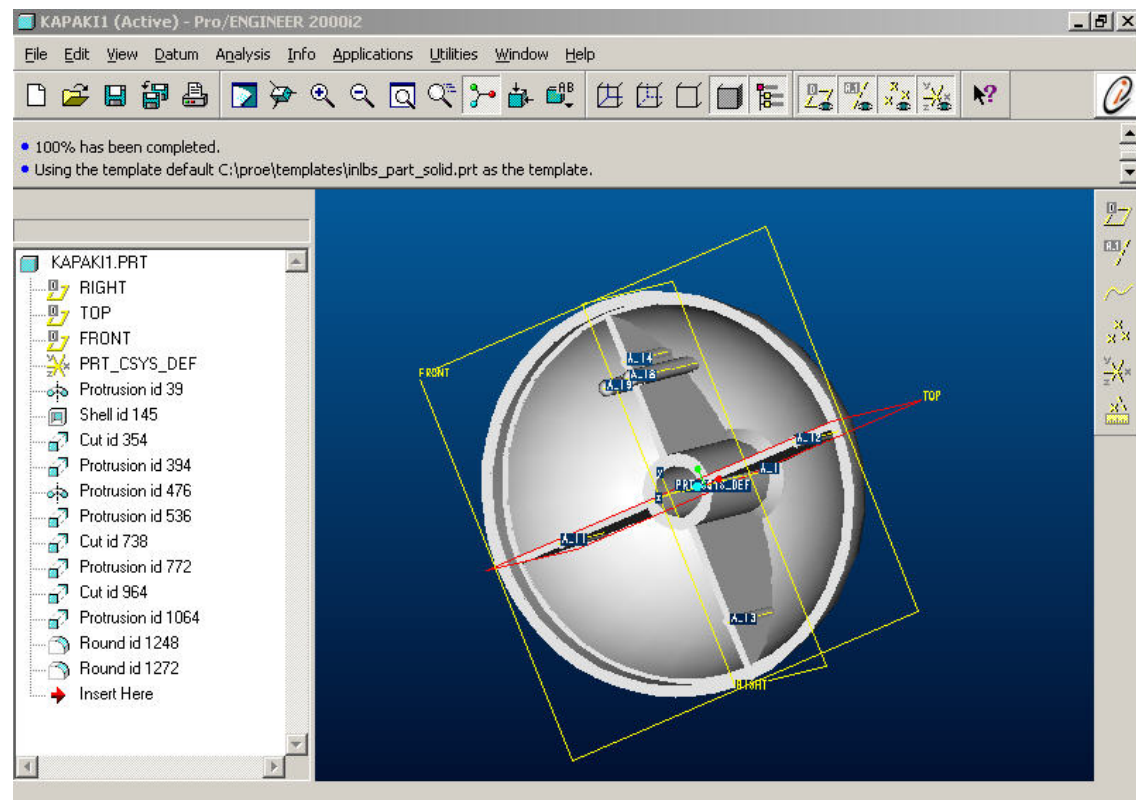 KAPAKI1 (Active) - Pro/ENGINEER 2000i2
File Edit View Datum Analysis Info Applications Utilities Window Help
• 100% has been completed.
• Using the template default C:\proe\templates\inlbs_part_solid.prt as the template.
KAPAKI1.PRT
RIGHT
TOP
FRONT
PRT_CSYS_DEF
Protrusion id 39
Shell id 145
Cut id 354
Protrusion id 394
Protrusion id 476
Protrusion id 536
Cut id 738
Protrusion id 772
Cut id 964
Protrusion id 1064
Round id 1248
Round id 1272
Insert Here
A_14
A_18
A_19
FRONT
TOP
A_12
A_1
PRT_CSYS_DEF
A_11
A_13
RIGHT